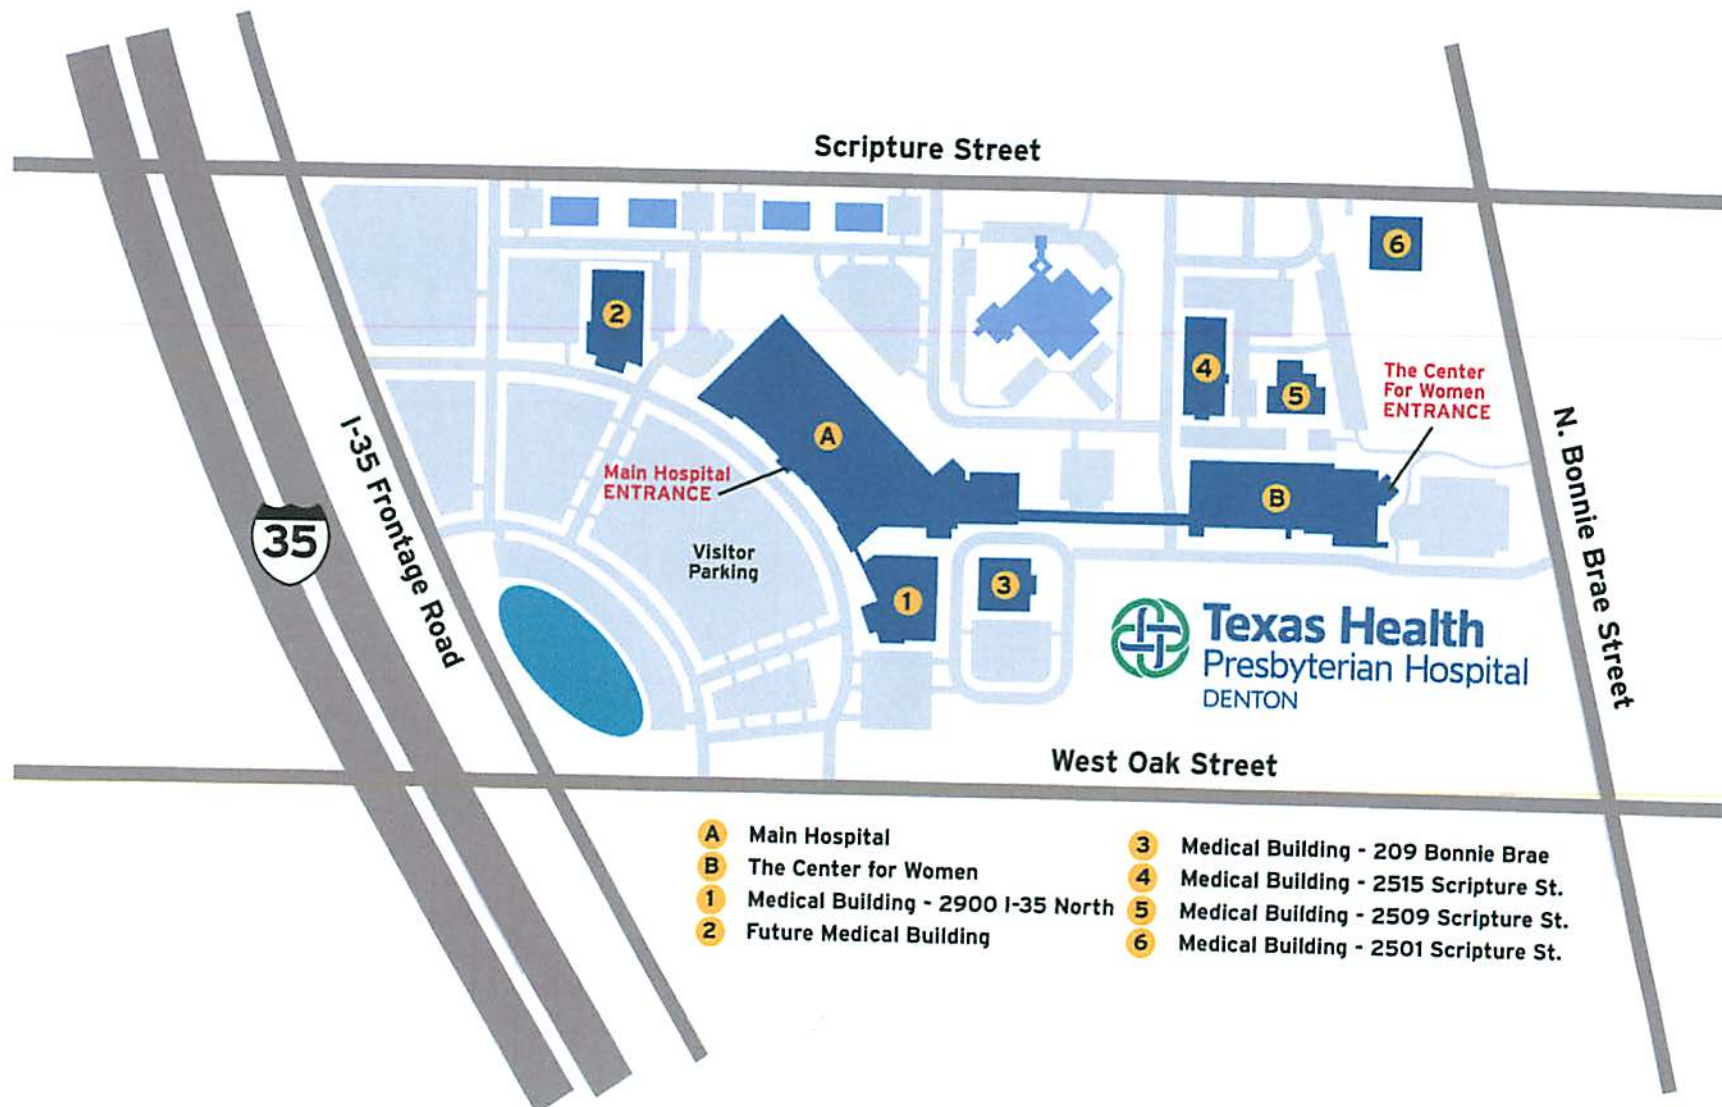 Scripture Street
6
2
The Center
For Women
ENTRANCE
4
5
A
Main Hospital
ENTRANCE
B
I-35 Frontage Road
N. Bonnie Brae Street
35
Visitor
Parking
1
3
Texas Health
Presbyterian Hospital
DENTON
West Oak Street
A Main Hospital
B The Center for Women
1 Medical Building - 2900 I-35 North
2 Future Medical Building
3 Medical Building - 209 Bonnie Brae
4 Medical Building - 2515 Scripture St.
5 Medical Building - 2509 Scripture St.
6 Medical Building - 2501 Scripture St.